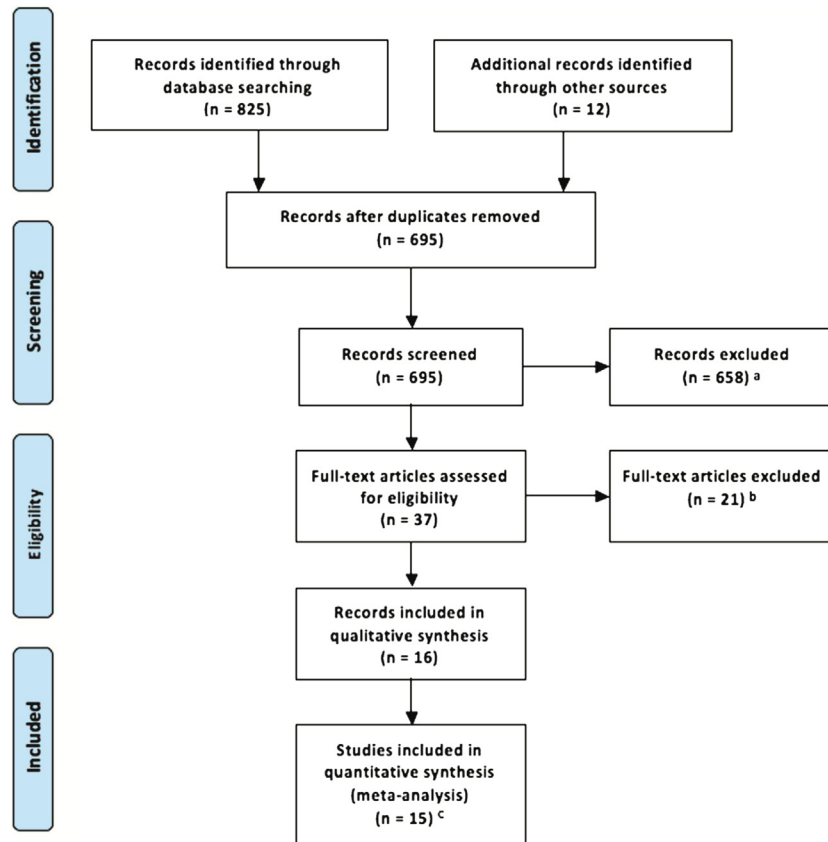 Identification
Records identified through
database searching
(n = 825)
Additional records identified
through other sources
(n = 12)
Records after duplicates removed
(n = 695)
Screening
Records screened
(n = 695)
Records excluded
(n = 658) a
Eligibility
Full-text articles assessed
for eligibility
(n = 37)
Full-text articles excluded
(n = 21) b
Records included in
qualitative synthesis
(n = 16)
Included
Studies included in
quantitative synthesis
(meta-analysis)
(n = 15) c